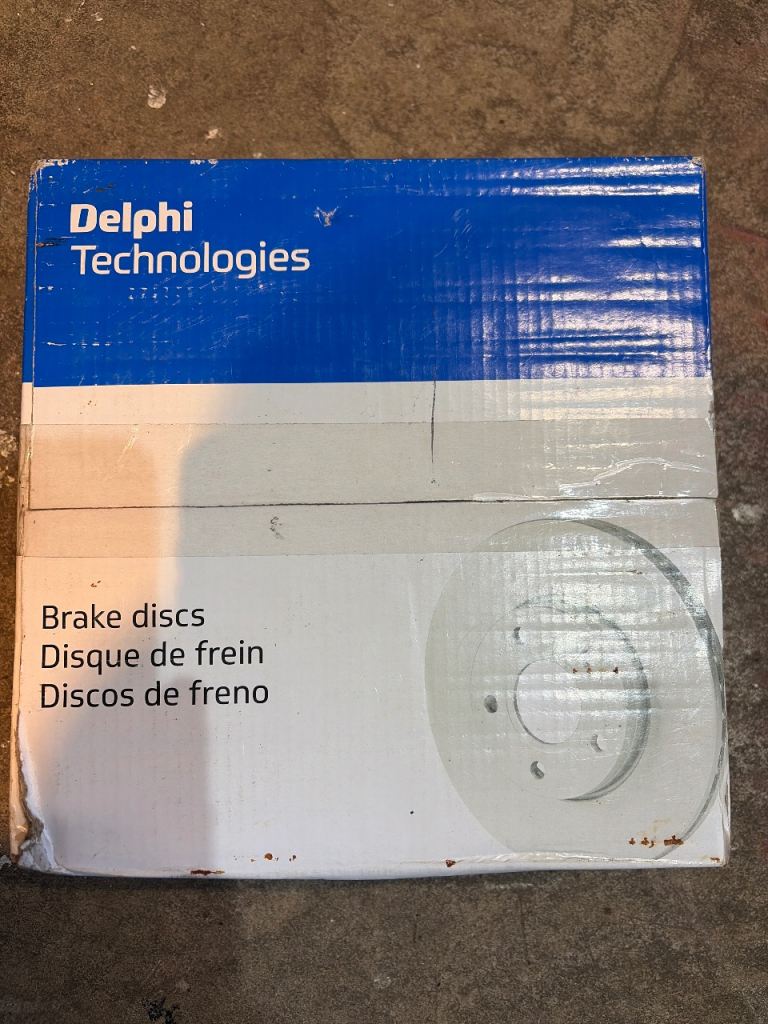 Delphi
Technologies
Brake discs
Disque de frein
Discos de freno